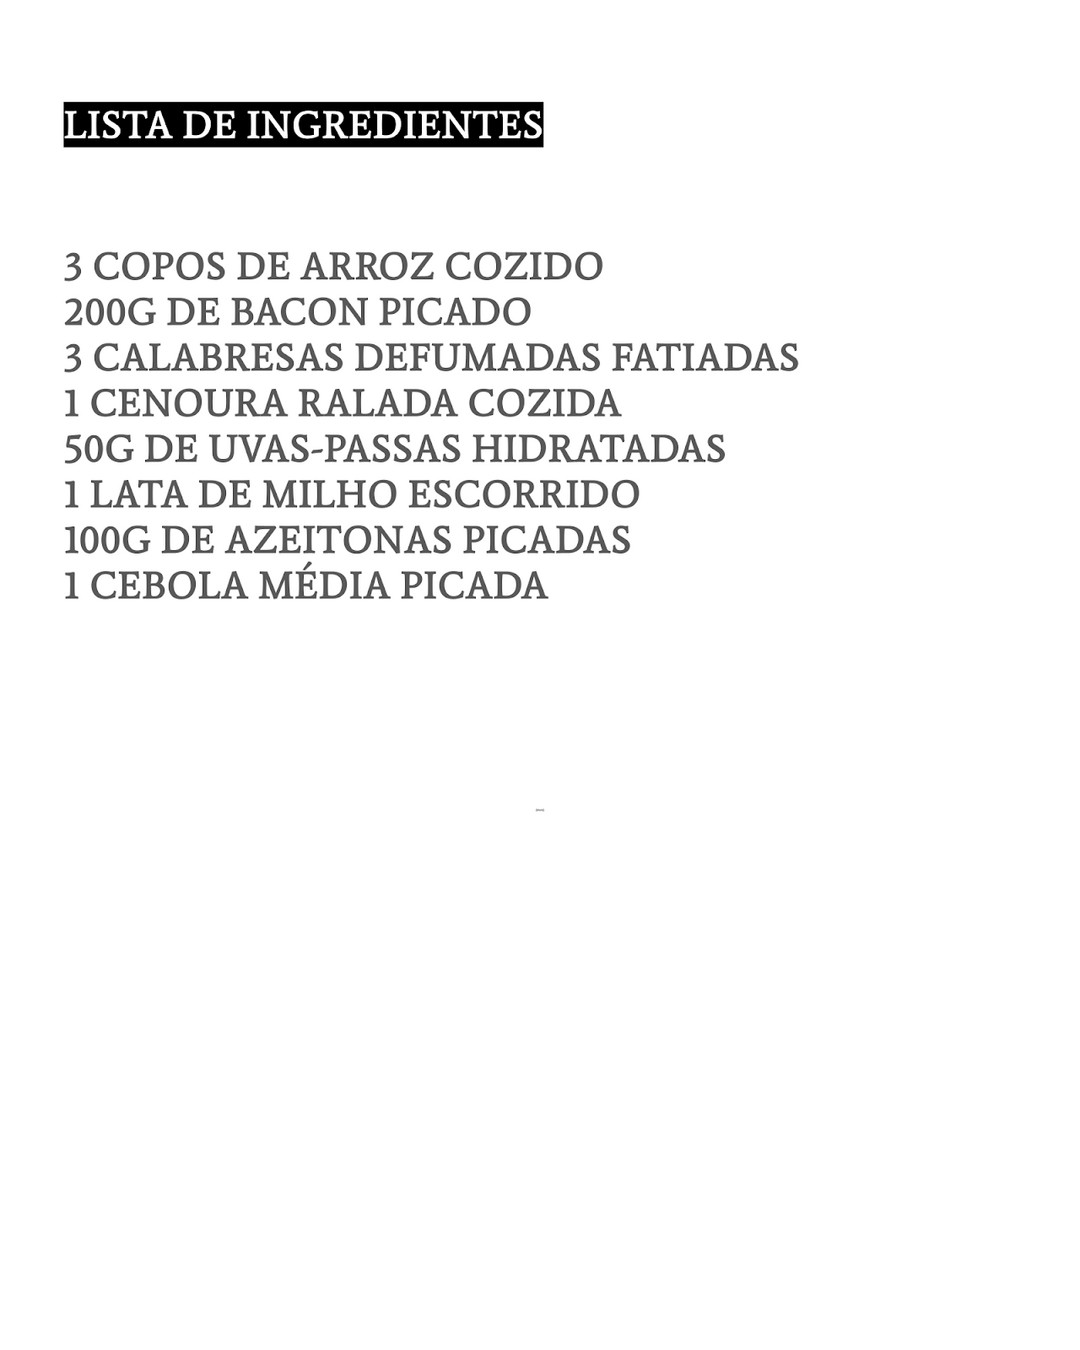 LISTA DE INGREDIENTES
3 COPOS DE ARROZ COZIDO
200G DE BACON PICADO
3 CALABRESAS DEFUMADAS FATIADAS
1 CENOURA RALADA COZIDA
50G DE UVAS-PASSAS HIDRATADAS
1 LATA DE MILHO ESCORRIDO
100G DE AZEITONAS PICADAS
1 CEBOLA MÉDIA PICADA